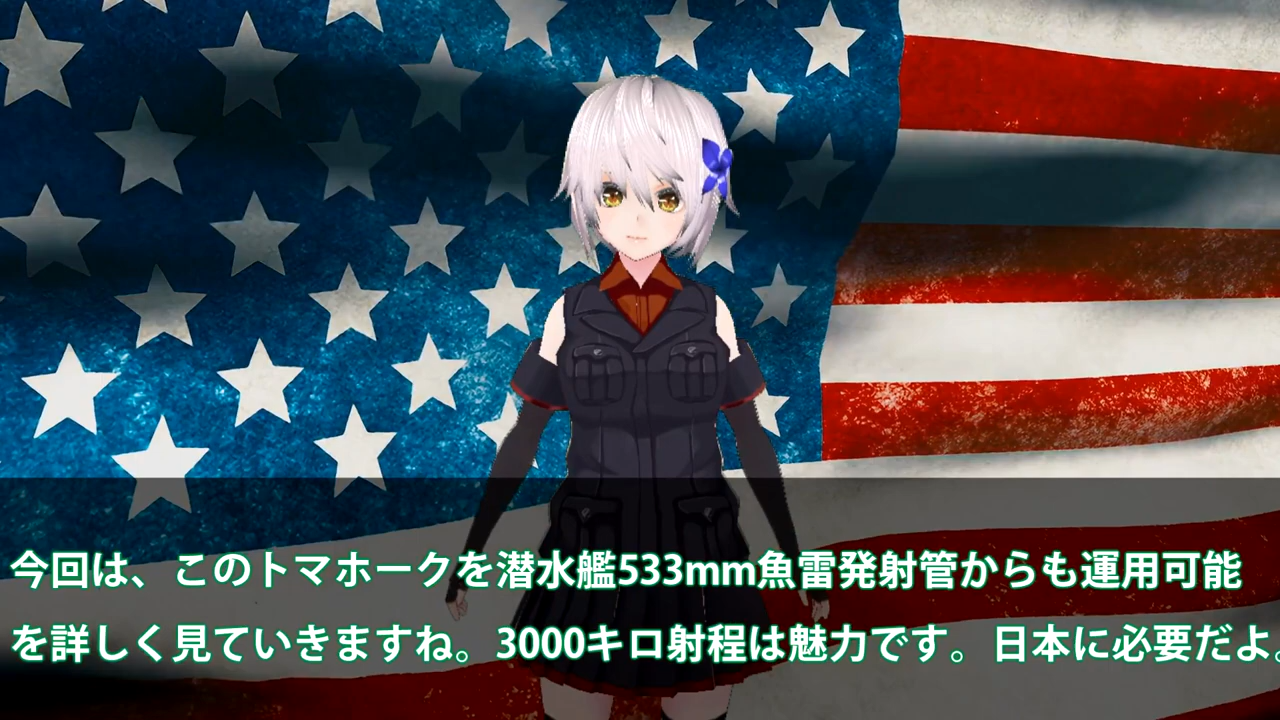 今回は、このトマホークを潜水艦533mm魚雷発射管からも運用可能
を詳しく見ていきますね。3000キロ射程は魅力です。日本に必要だよ。